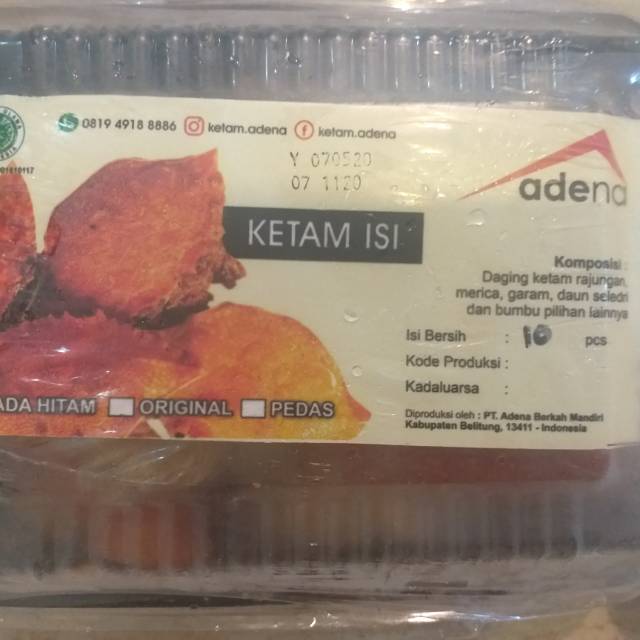 0819 4918 8886 ketam.adena ketam.adena
Y 070520
07 1120
adena
KETAM ISI
Komposisi :
Daging ketam rajungan,
merica, garam, daun seledri
dan bumbu pilihan lainnya
Isi Bersih : 10 pcs
Kode Produksi :
Kadaluarsa :
ADA HITAM ORIGINAL PEDAS
Diproduksi oleh : PT. Adena Berkah Mandiri
Kabupaten Belitung, 13411 - Indonesia